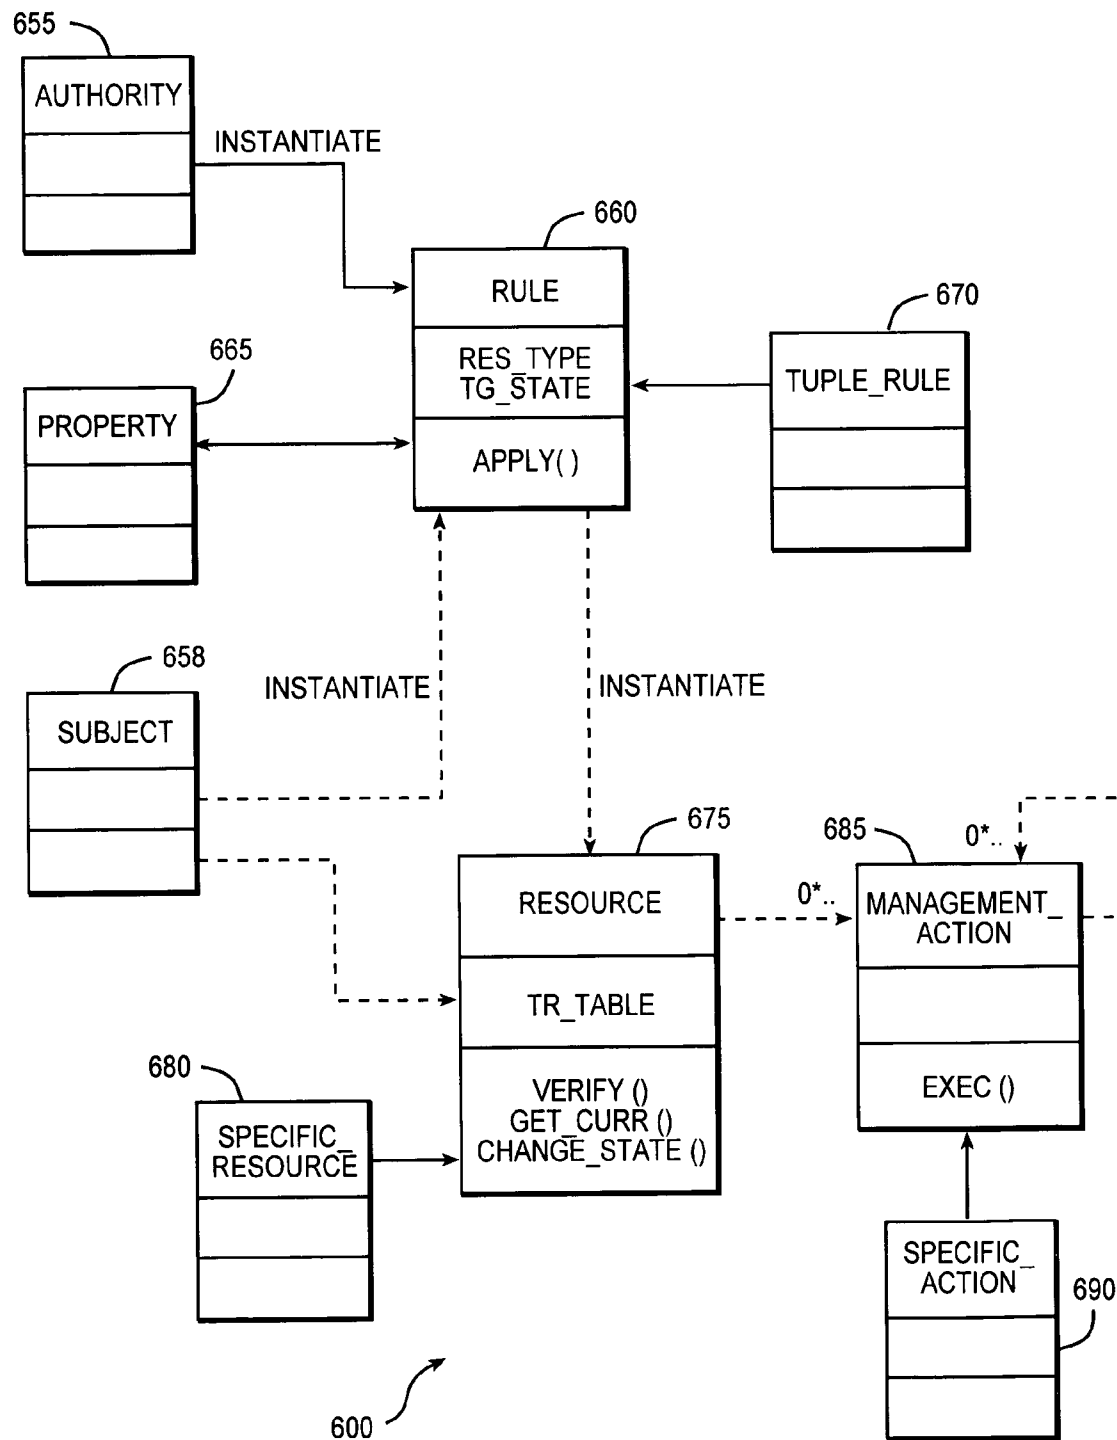 655
AUTHORITY
INSTANTIATE
660
RULE
RES_TYPE
TG_STATE
APPLY( )
670
TUPLE_RULE
665
PROPERTY
658
SUBJECT
INSTANTIATE
INSTANTIATE
675
RESOURCE
TR_TABLE
VERIFY ()
GET_CURR ()
CHANGE_STATE ()
0*..
685
0*..
MANAGEMENT_
ACTION
EXEC ()
680
SPECIFIC_
RESOURCE
SPECIFIC_
ACTION
690
600